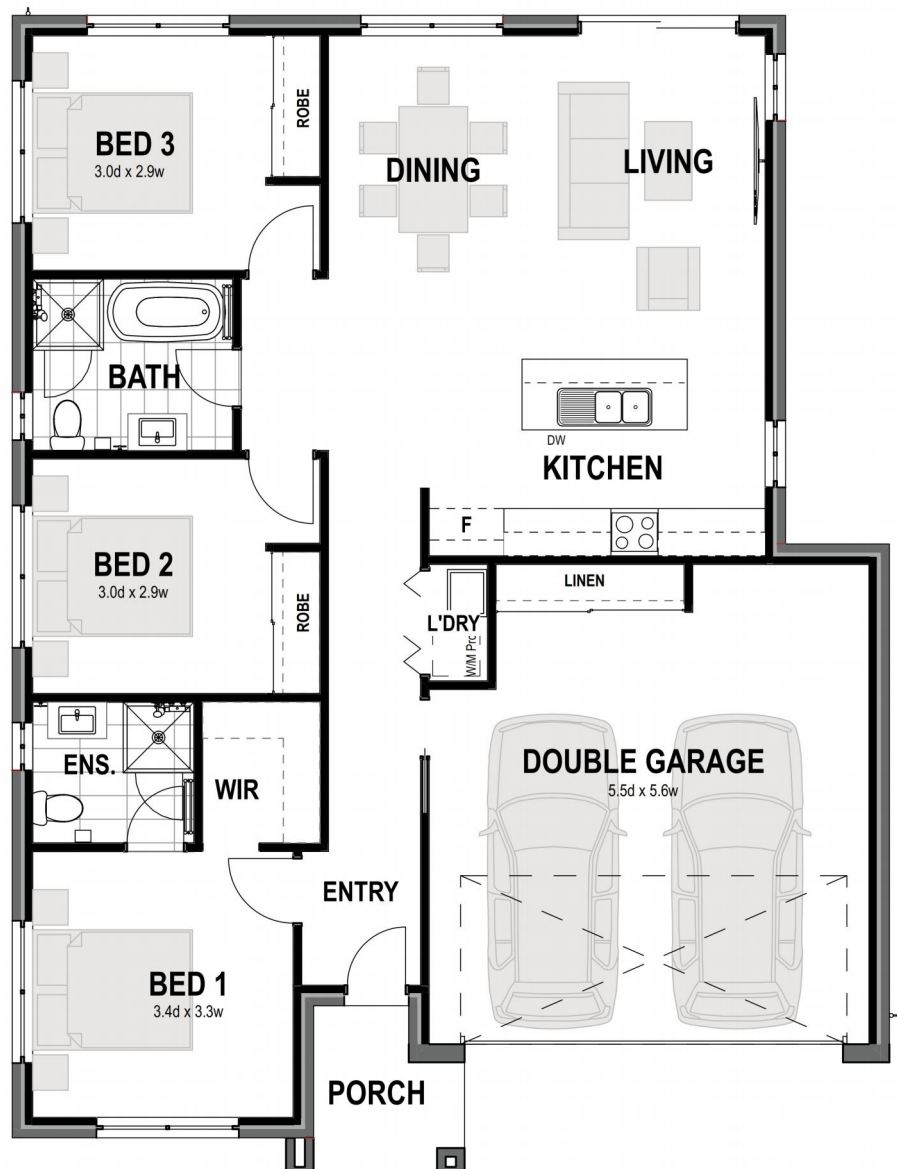 BED 3
3.0d x 2.9w
ROBE
DINING
LIVING
BATH
DW
KITCHEN
F
BED 2
3.0d x 2.9w
ROBE
LINEN
L'DRY
W/M Prc
ENS.
WIR
DOUBLE GARAGE
5.5d x 5.6w
ENTRY
BED 1
3.4d x 3.3w
PORCH